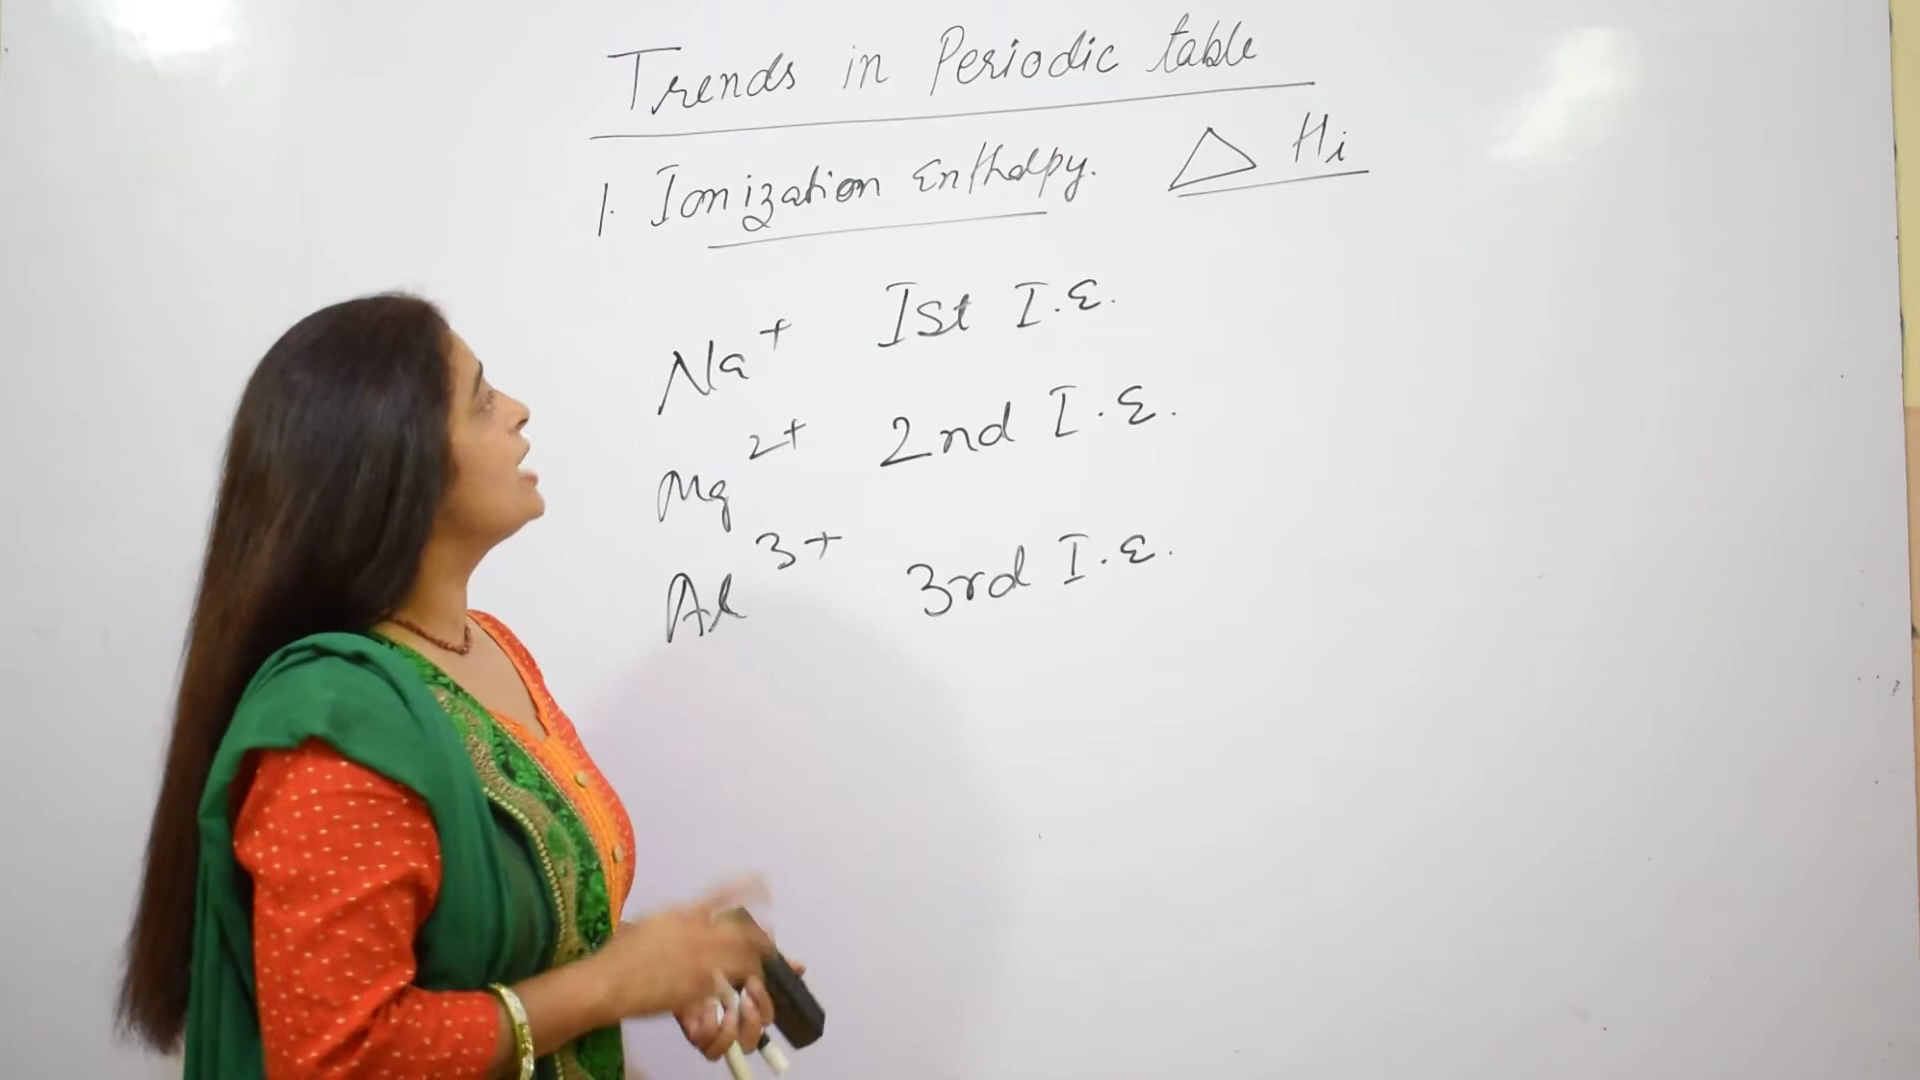 Trends in Periodic table
1. Ionization Enthalpy. △ Hi
Na⁺ Ist I.E.
Mg²⁺ 2nd I.E.
Al³⁺ 3rd I.E.